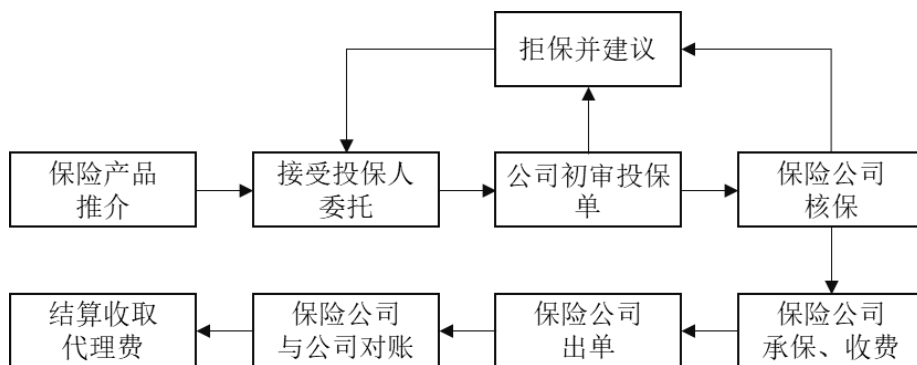 拒保并建议
保险产品
推介
接受投保人
委托
公司初审投保
单
保险公司
核保
结算收取
代理费
保险公司
与公司对账
保险公司
出单
保险公司
承保、收费